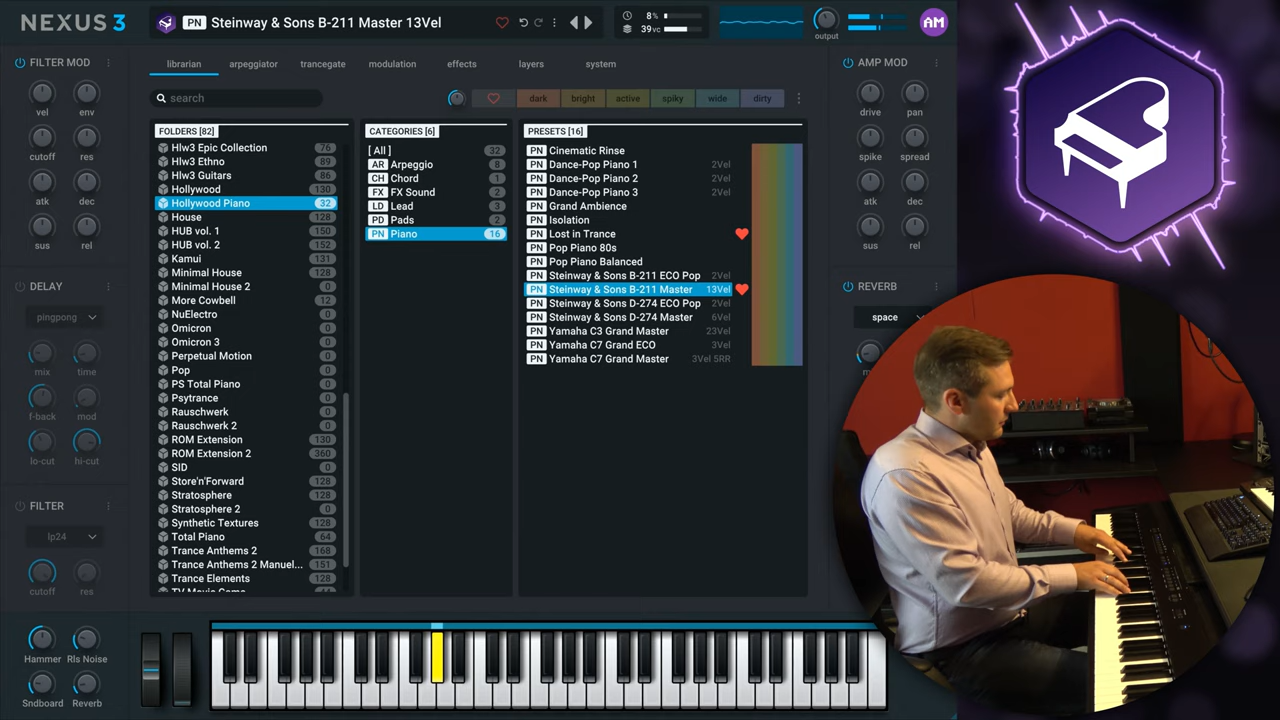 NEXUS 3
PN Steinway & Sons B-211 Master 13Vel
8%
39vc
output
AM
FILTER MOD
vel env
cutoff res
atk dec
sus rel
DELAY
pingpong
mix time
f-back mod
lo-cut hi-cut
FILTER
lp24
cutoff res
Hammer Rls Noise
Sndboard Reverb
librarian arpeggiator trancegate modulation effects layers system
search
dark bright active spiky wide dirty
FOLDERS [82]
Hlw3 Epic Collection 76
Hlw3 Ethno 89
Hlw3 Guitars 86
Hollywood 130
Hollywood Piano 32
House 128
HUB vol. 1 150
HUB vol. 2 152
Kamui 131
Minimal House 128
Minimal House 2 0
More Cowbell 12
NuElectro 0
Omicron 128
Omicron 3 0
Perpetual Motion 0
Pop 0
PS Total Piano 0
Psytrance 0
Rauschwerk 0
Rauschwerk 2 0
ROM Extension 130
ROM Extension 2 360
SID 0
Store'n'Forward 128
Stratosphere 128
Stratosphere 2 0
Synthetic Textures 128
Total Piano 64
Trance Anthems 2 168
Trance Anthems 2 Manuel... 151
Trance Elements 128
CATEGORIES [6]
[ All ] 32
AR Arpeggio 8
CH Chord 1
FX FX Sound 2
LD Lead 3
PD Pads 2
PN Piano 16
PRESETS [16]
PN Cinematic Rinse
PN Dance-Pop Piano 1 2Vel
PN Dance-Pop Piano 2 2Vel
PN Dance-Pop Piano 3 2Vel
PN Grand Ambience
PN Isolation
PN Lost in Trance
PN Pop Piano 80s
PN Pop Piano Balanced
PN Steinway & Sons B-211 ECO Pop 2Vel
PN Steinway & Sons B-211 Master 13Vel
PN Steinway & Sons D-274 ECO Pop 2Vel
PN Steinway & Sons D-274 Master 6Vel
PN Yamaha C3 Grand Master 23Vel
PN Yamaha C7 Grand ECO 3Vel
PN Yamaha C7 Grand Master 3Vel 5RR
AMP MOD
drive pan
spike spread
atk dec
sus rel
REVERB
space